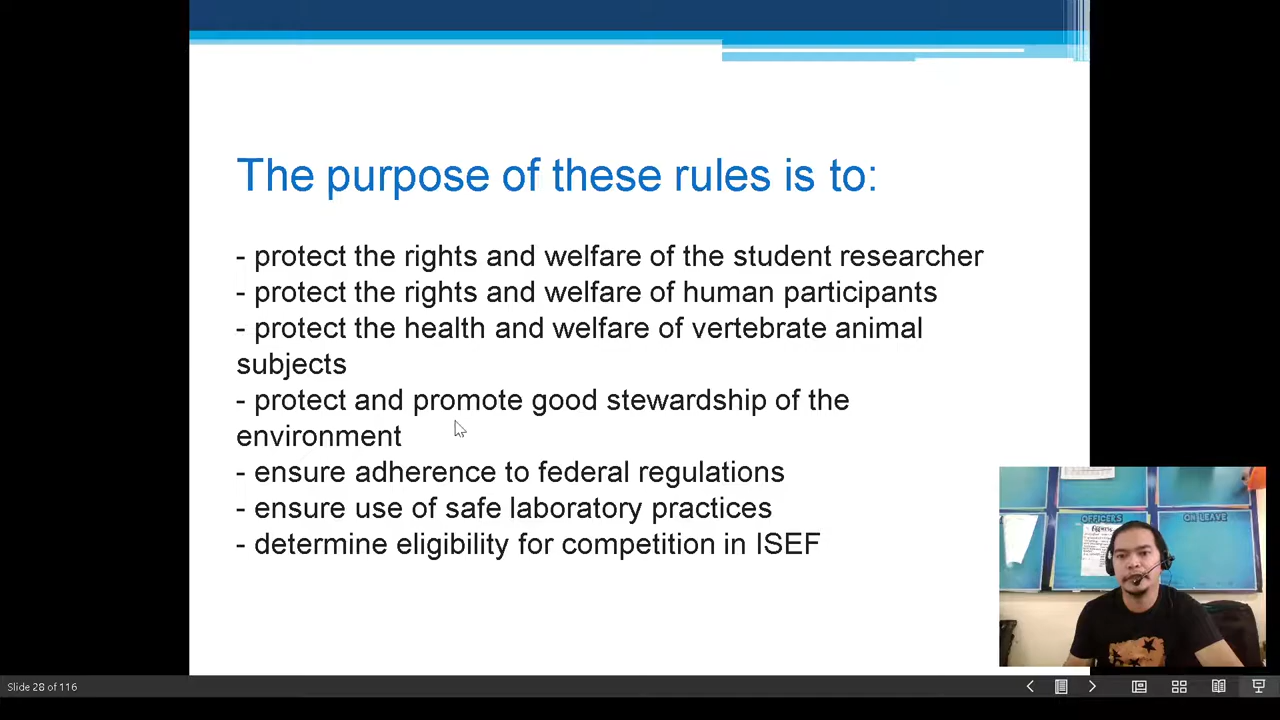 The purpose of these rules is to:
- protect the rights and welfare of the student researcher
- protect the rights and welfare of human participants
- protect the health and welfare of vertebrate animal
subjects
- protect and promote good stewardship of the
environment
- ensure adherence to federal regulations
- ensure use of safe laboratory practices
- determine eligibility for competition in ISEF
OFFICERS
ON LEAVE
Slide 28 of 116